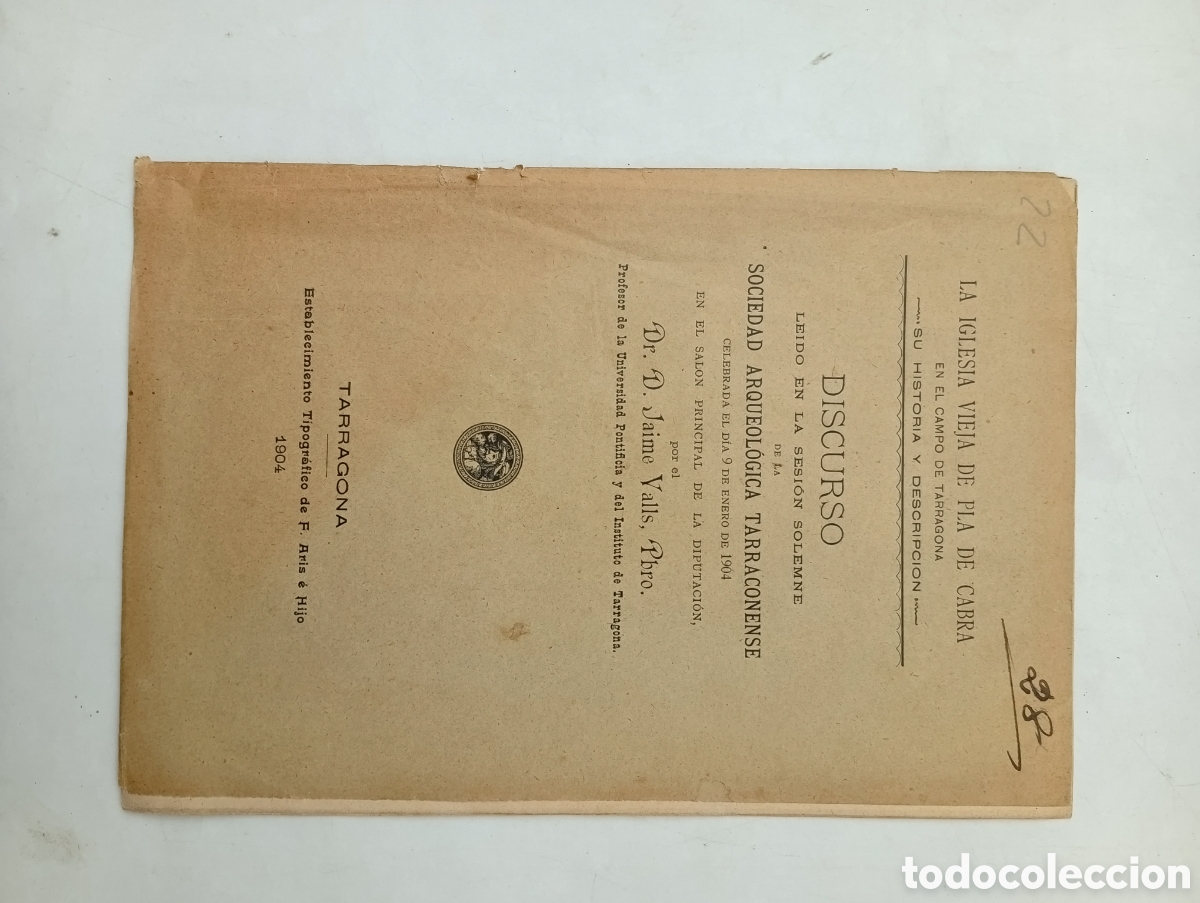 22
28
LA IGLESIA VIEJA DE PLA DE CABRA
EN EL CAMPO DE TARRAGONA
SU HISTORIA Y DESCRIPCION
DISCURSO
LEIDO EN LA SESIÓN SOLEMNE
DE LA
SOCIEDAD ARQUEOLÓGICA TARRACONENSE
CELEBRADA EL DÍA 9 DE ENERO DE 1904
EN EL SALON PRINCIPAL DE LA DIPUTACIÓN,
por el
Dr. D. Jaime Valls, Pbro.
Profesor de la Universidad Pontificia y del Instituto de Tarragona.
TARRAGONA
Establecimiento Tipográfico de F. Aris é Hijo
1904
todocoleccion